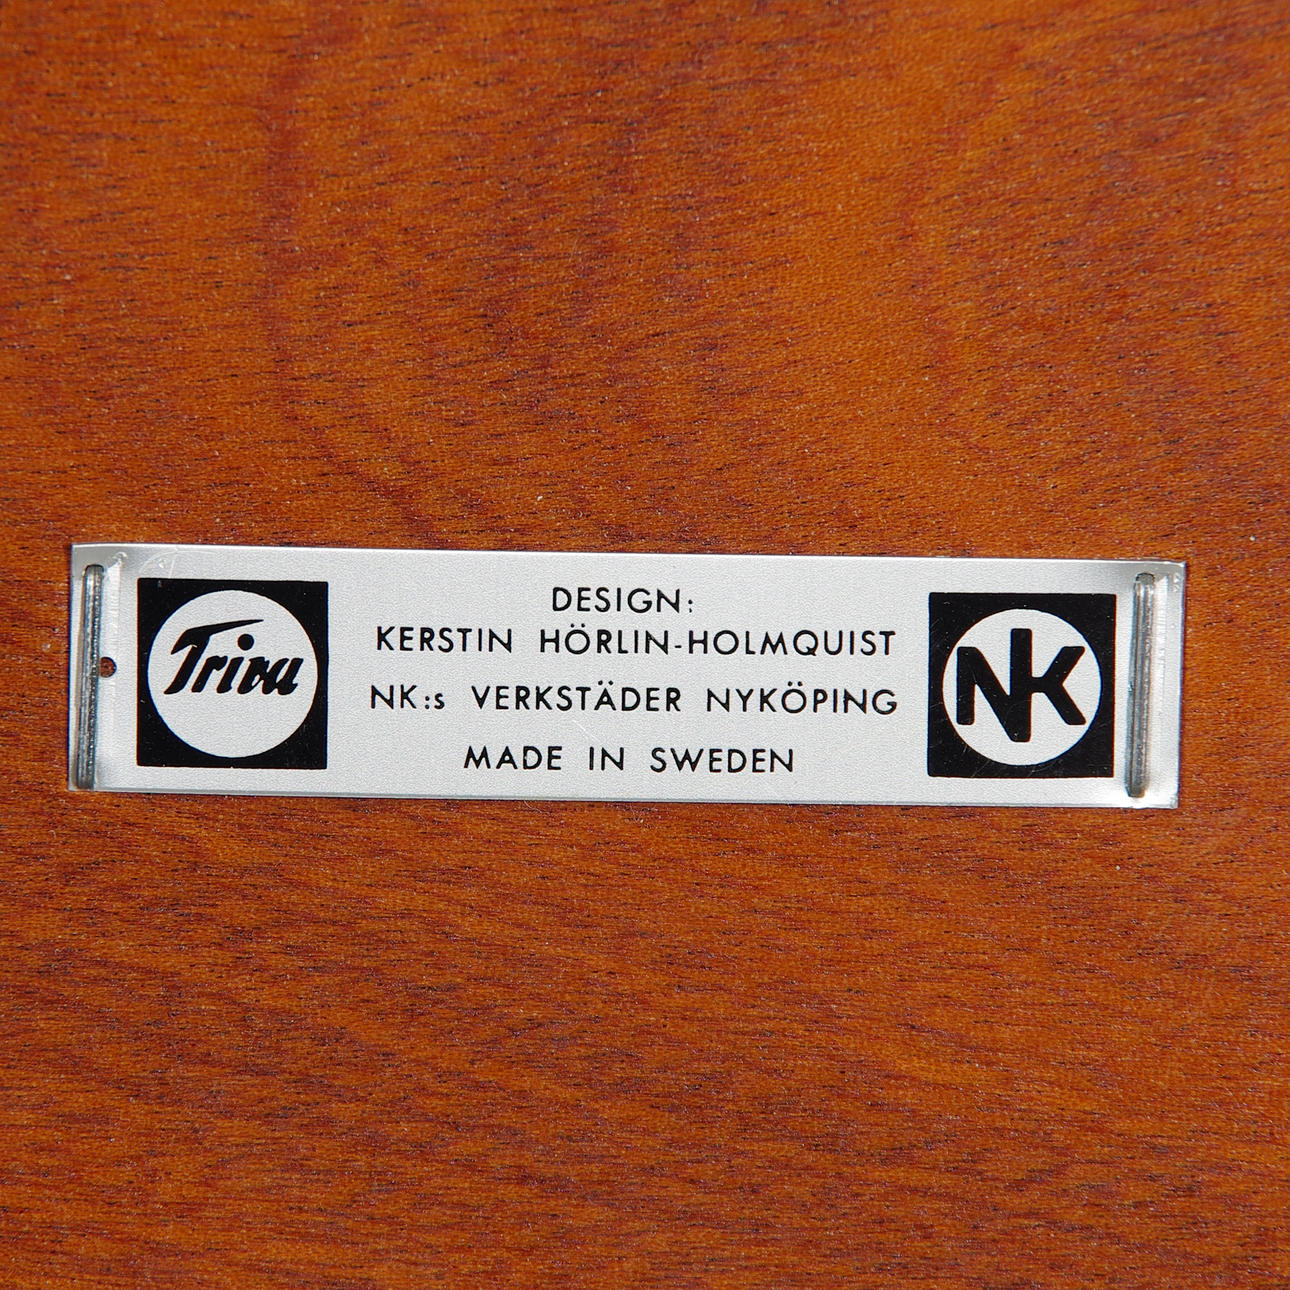 Triva
DESIGN:
KERSTIN HÖRLIN-HOLMQUIST
NK:s VERKSTÄDER NYKÖPING
MADE IN SWEDEN
NK